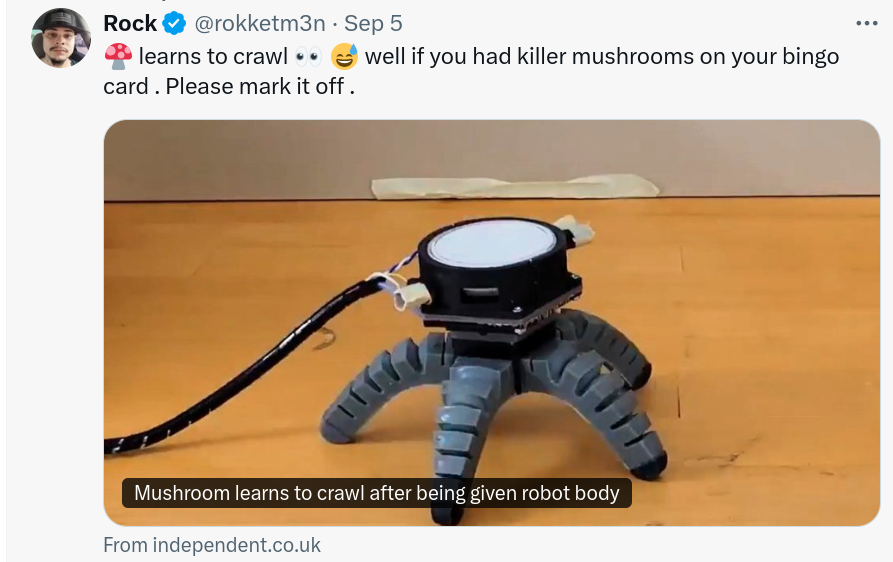 Rock @rokketm3n · Sep 5
🍄 learns to crawl 👀 😅 well if you had killer mushrooms on your bingo
card . Please mark it off .
Mushroom learns to crawl after being given robot body
From independent.co.uk